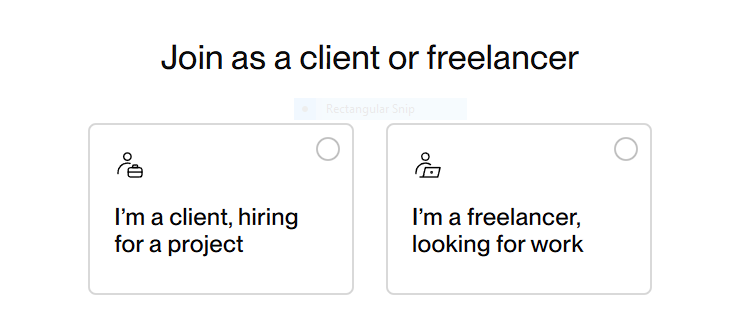 Join as a client or freelancer
Rectangular Snip
I'm a client, hiring
for a project
I'm a freelancer,
looking for work